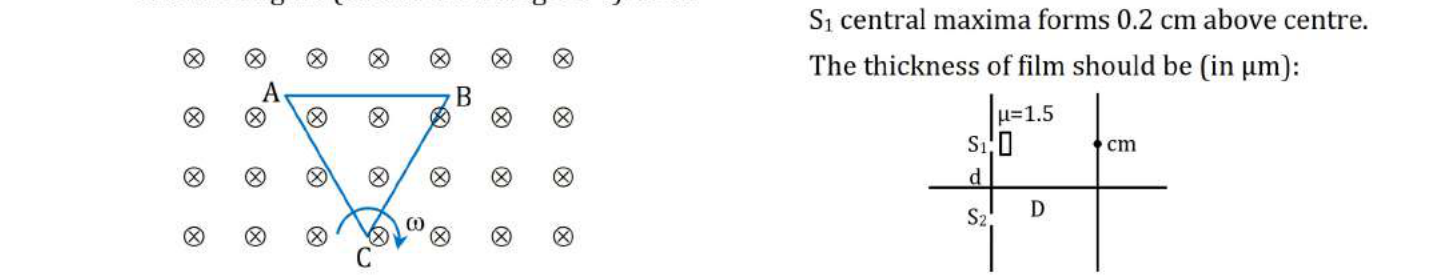 A
B
C
ω
S₁ central maxima forms 0.2 cm above centre.
The thickness of film should be (in μm):
μ=1.5
S₁
cm
d
D
S₂